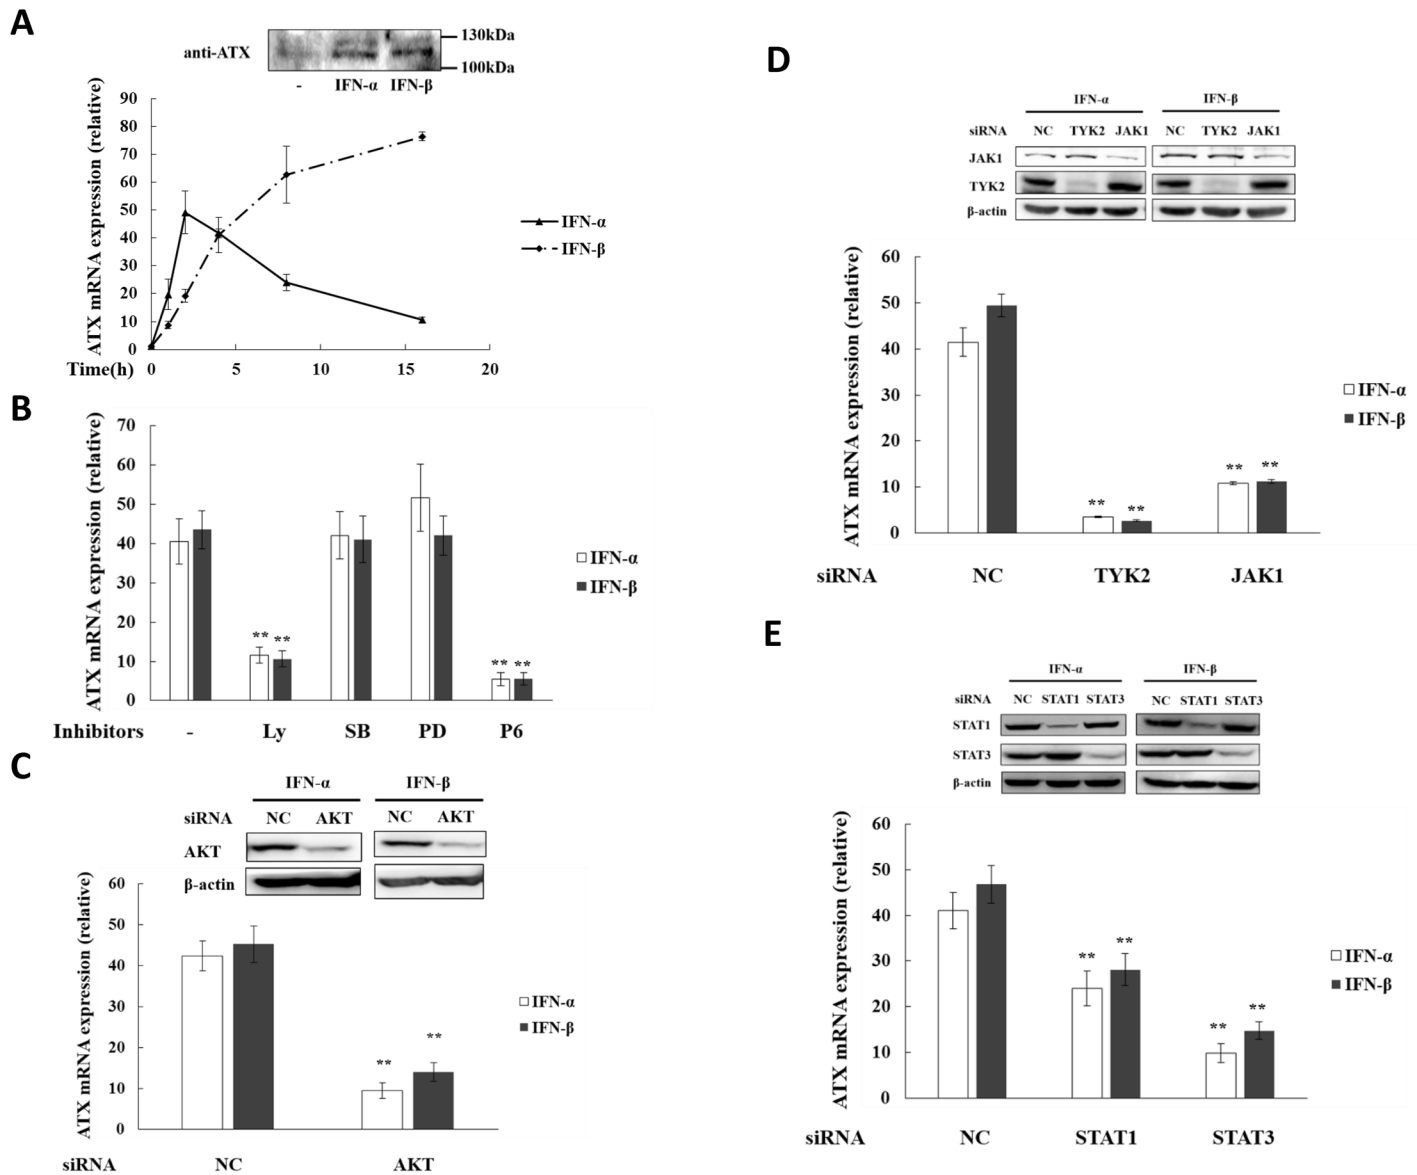 A
anti-ATX
130kDa
100kDa
- IFN-α IFN-β
ATX mRNA expression (relative)
90
80
70
60
50
40
30
20
10
0
Time(h) 0 5 10 15 20
IFN-α
IFN-β
B
ATX mRNA expression (relative)
70
60
50
40
30
20
10
0
** ** ** **
Inhibitors - Ly SB PD P6
IFN-α
IFN-β
C
IFN-α IFN-β
siRNA NC AKT NC AKT
AKT
β-actin
ATX mRNA expression (relative)
60
50
40
30
20
10
0
** **
siRNA NC AKT
IFN-α
IFN-β
D
IFN-α IFN-β
siRNA NC TYK2 JAK1 NC TYK2 JAK1
JAK1
TYK2
β-actin
ATX mRNA expression (relative)
60
50
40
30
20
10
0
** ** ** **
siRNA NC TYK2 JAK1
IFN-α
IFN-β
E
IFN-α IFN-β
siRNA NC STAT1 STAT3 NC STAT1 STAT3
STAT1
STAT3
β-actin
ATX mRNA expression (relative)
60
50
40
30
20
10
0
** ** ** **
siRNA NC STAT1 STAT3
IFN-α
IFN-β